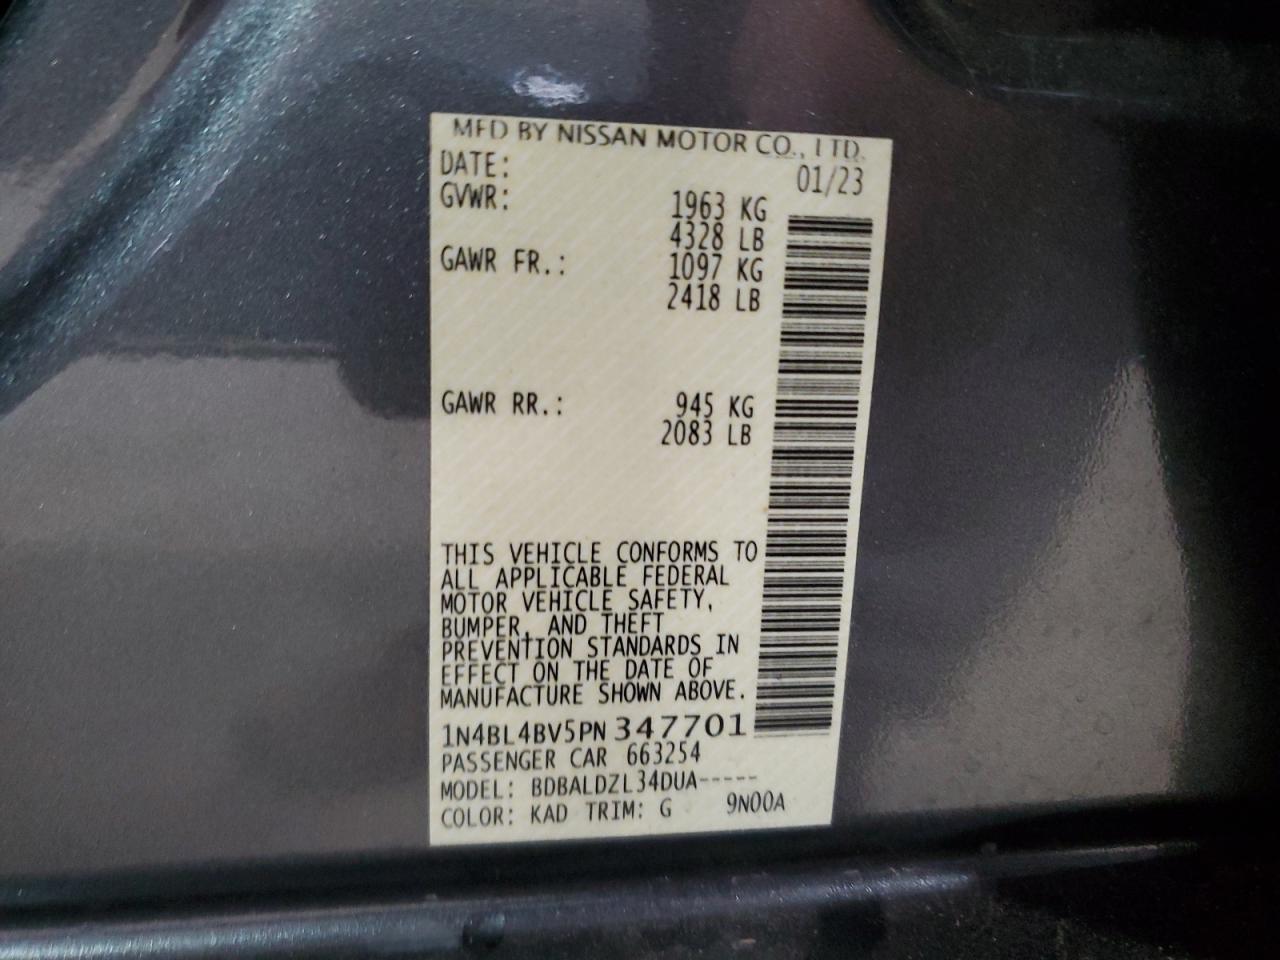 MFD BY NISSAN MOTOR CO., LTD.
DATE: 01/23
GVWR: 1963 KG
4328 LB
GAWR FR.: 1097 KG
2418 LB
GAWR RR.: 945 KG
2083 LB
THIS VEHICLE CONFORMS TO
ALL APPLICABLE FEDERAL
MOTOR VEHICLE SAFETY,
BUMPER, AND THEFT
PREVENTION STANDARDS IN
EFFECT ON THE DATE OF
MANUFACTURE SHOWN ABOVE.
1N4BL4BV5PN347701
PASSENGER CAR 663254
MODEL: BDBALDZL34DUA-----
COLOR: KAD TRIM: G 9N00A